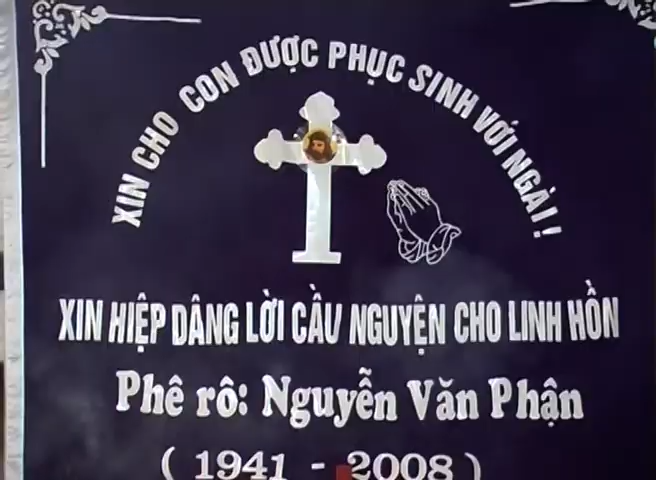 XIN CHO CON ĐƯỢC PHỤC SINH VỚI NGÀI !
XIN HIỆP DÂNG LỜI CẦU NGUYỆN CHO LINH HỒN
Phê rô: Nguyễn Văn Phận
( 1941 - 2008 )